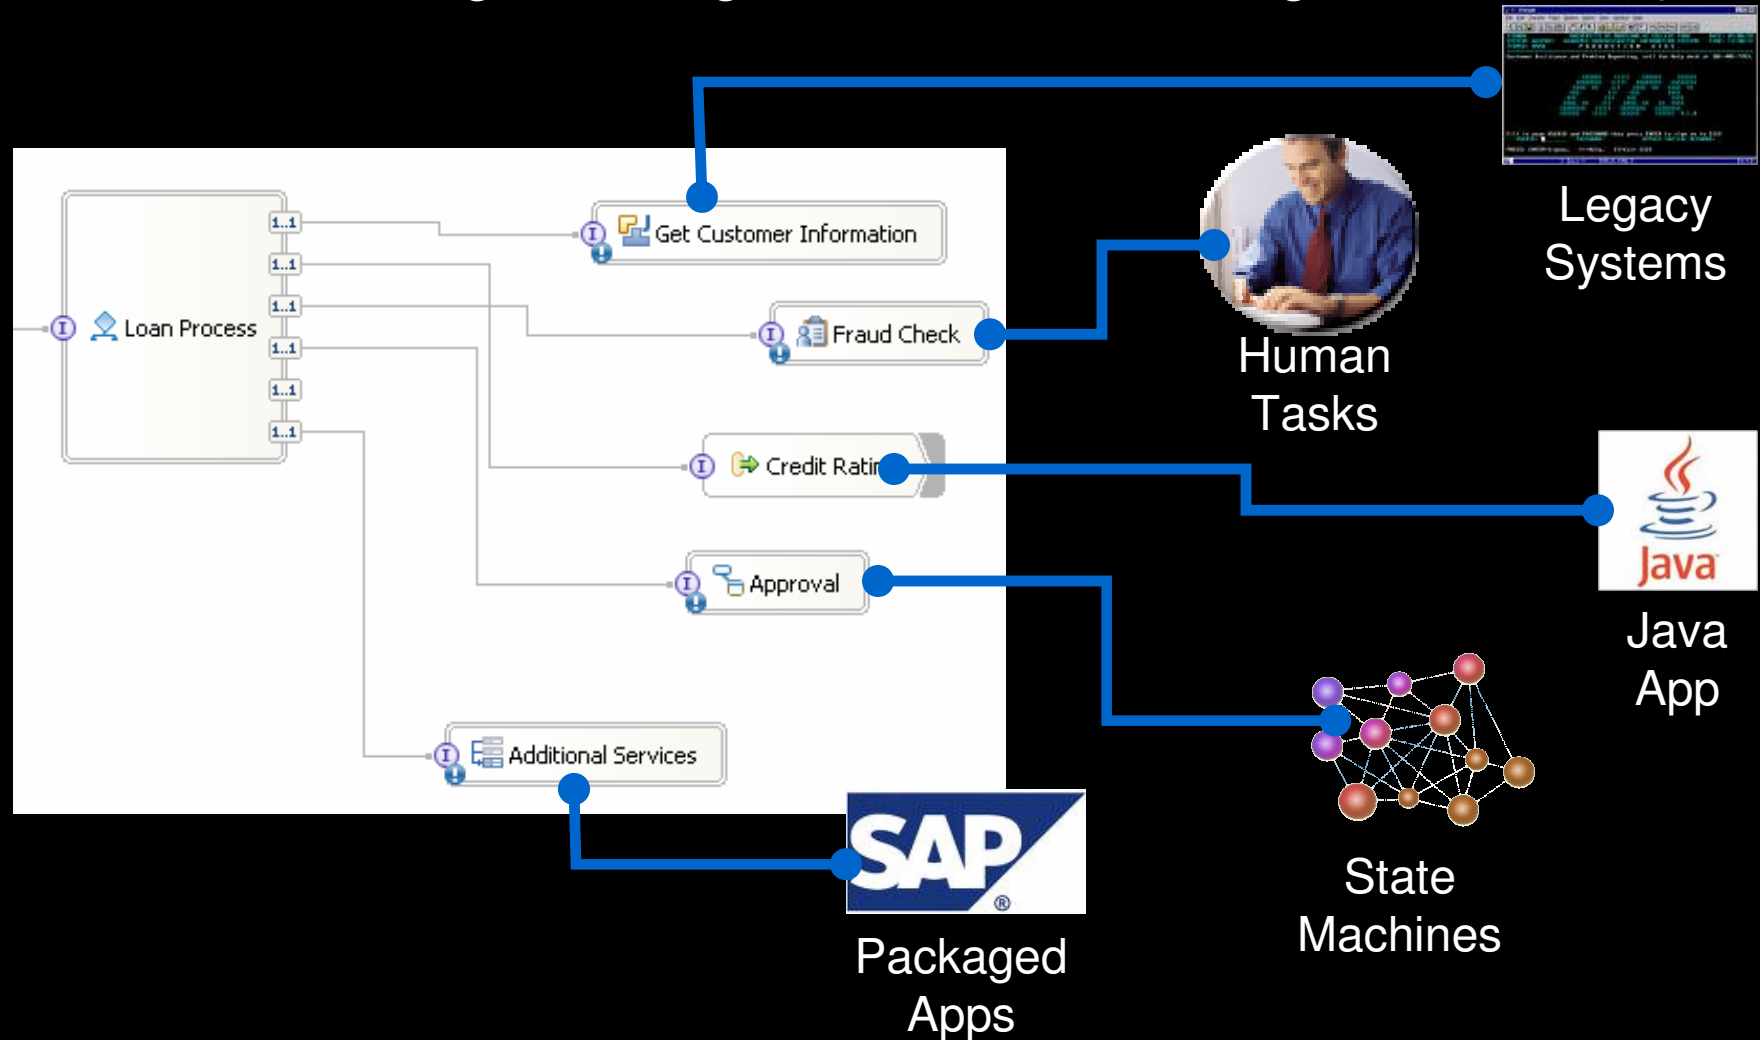 CICS
Legacy
Systems
1..1
Get Customer Information
1..1
1..1
Loan Process
Fraud Check
1..1
Human
Tasks
1..1
1..1
Credit
Java
Java
App
Approval
Additional Services
SAP
®
State
Machines
Packaged
Apps